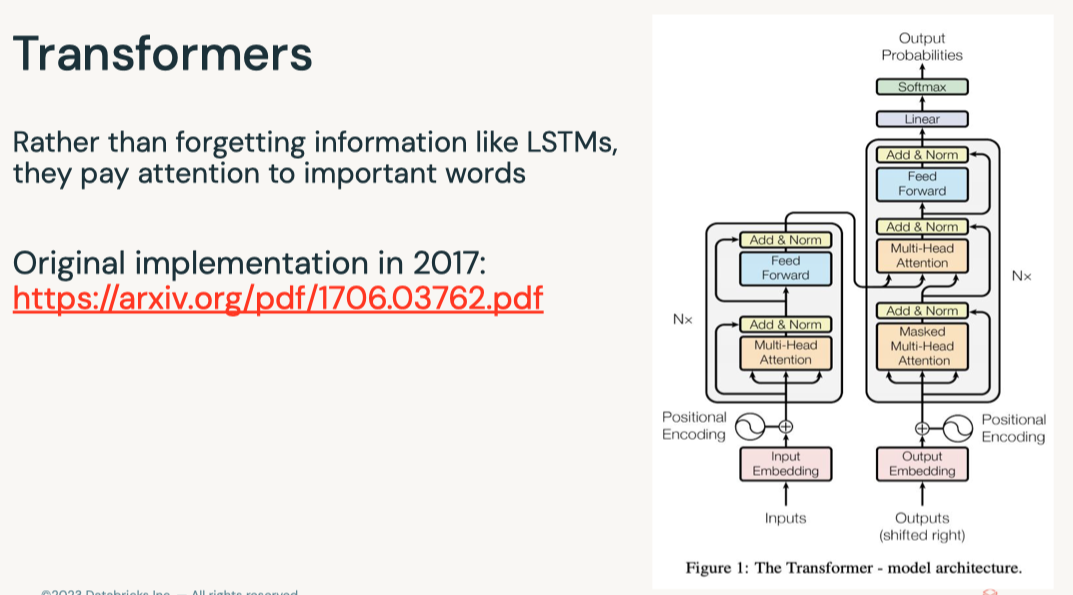 Transformers
Rather than forgetting information like LSTMs,
they pay attention to important words
Original implementation in 2017:
https://arxiv.org/pdf/1706.03762.pdf
Output
Probabilities
Softmax
Linear
Add & Norm
Feed
Forward
Add & Norm
Multi-Head
Attention
Nx
Add & Norm
Masked
Multi-Head
Attention
Add & Norm
Feed
Forward
Nx
Add & Norm
Multi-Head
Attention
Positional
Encoding
Positional
Encoding
Input
Embedding
Output
Embedding
Inputs
Outputs
(shifted right)
Figure 1: The Transformer - model architecture.
©2023 Databricks Inc. — All rights reserved